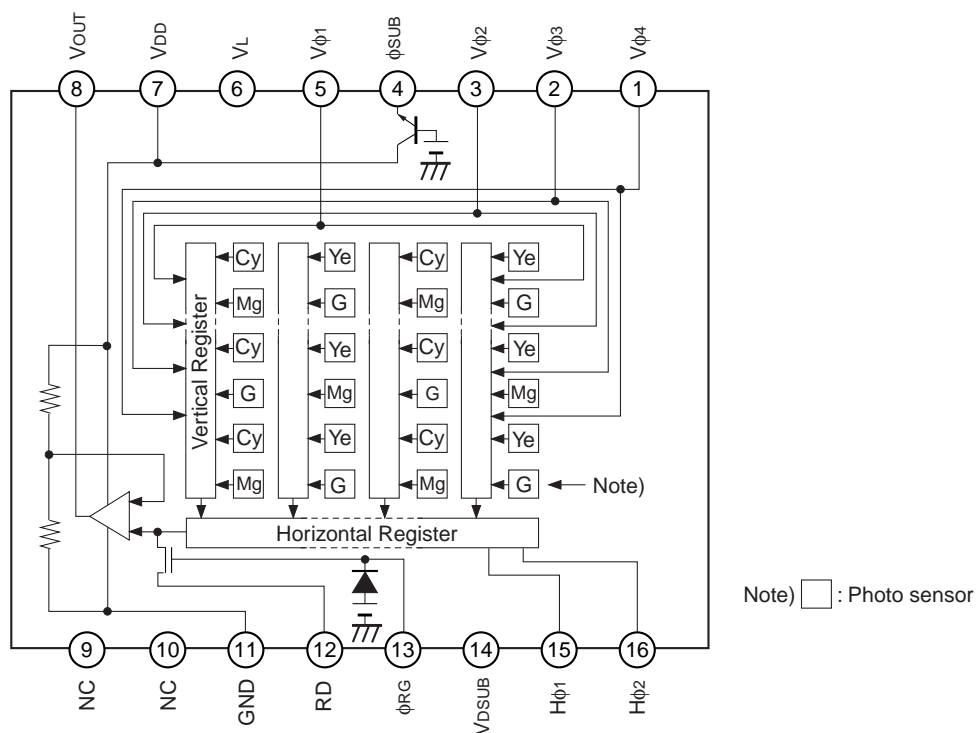 VOUT VDD VL Vφ1 φSUB Vφ2 Vφ3 Vφ4
8 7 6 5 4 3 2 1
Cy Ye Cy Ye
Mg G Mg G
Cy Ye Cy Ye
G Mg G Mg
Cy Ye Cy Ye
Mg G Mg G
Vertical Register
Note)
Horizontal Register
Note) : Photo sensor
9 10 11 12 13 14 15 16
NC NC GND RD φRG VDSUB Hφ1 Hφ2